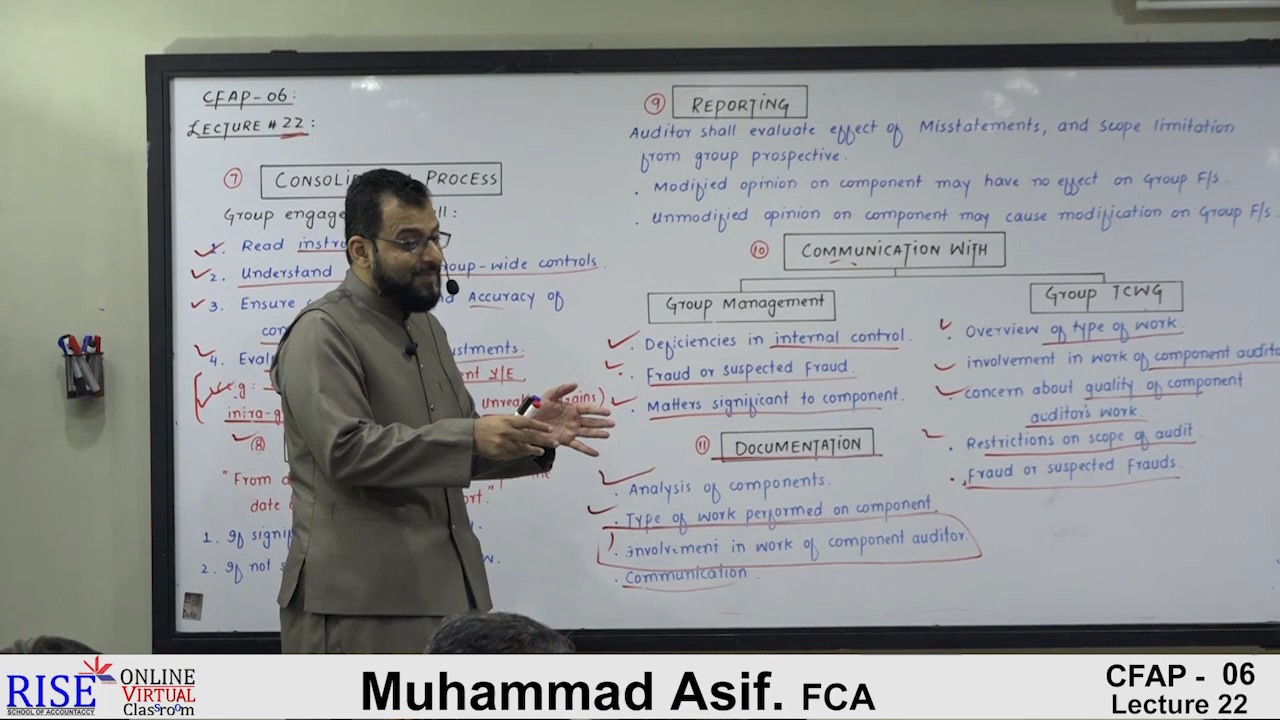 CFAP-06:
LECTURE # 22:
⑦ CONSOLI PROCESS
Group engag ll:
1. Read instr
2. Understand oup-wide controls.
3. Ensure Accuracy of
con
4. Eval ustments.
e.g: ent Y/E
intra-g unrea ains)
⑧
"From d
date o ort."
1. If signif
2. If not s w.
⑨ REPORTING
Auditor shall evaluate effect of Misstatements, and scope limitation
from group prospective.
. Modified opinion on component may have no effect on Group F/s.
. Unmodified opinion on component may cause modification on Group F/s
⑩ COMMUNICATION WITH
Group Management
. Deficiencies in internal control.
. Fraud or suspected Fraud.
. Matters significant to component.
Group TCWG
. Overview of type of work.
. involvement in work of component audito
. concern about quality of component
auditor's work.
. Restrictions on scope of audit
. Fraud or suspected Frauds.
⑪ DOCUMENTATION
. Analysis of components.
. Type of work performed on component.
. Involvement in work of component auditor.
. Communication.
RISE
SCHOOL OF ACCOUNTANCY
ONLINE
VIRTUAL
Classroom
Muhammad Asif. FCA
CFAP - 06
Lecture 22